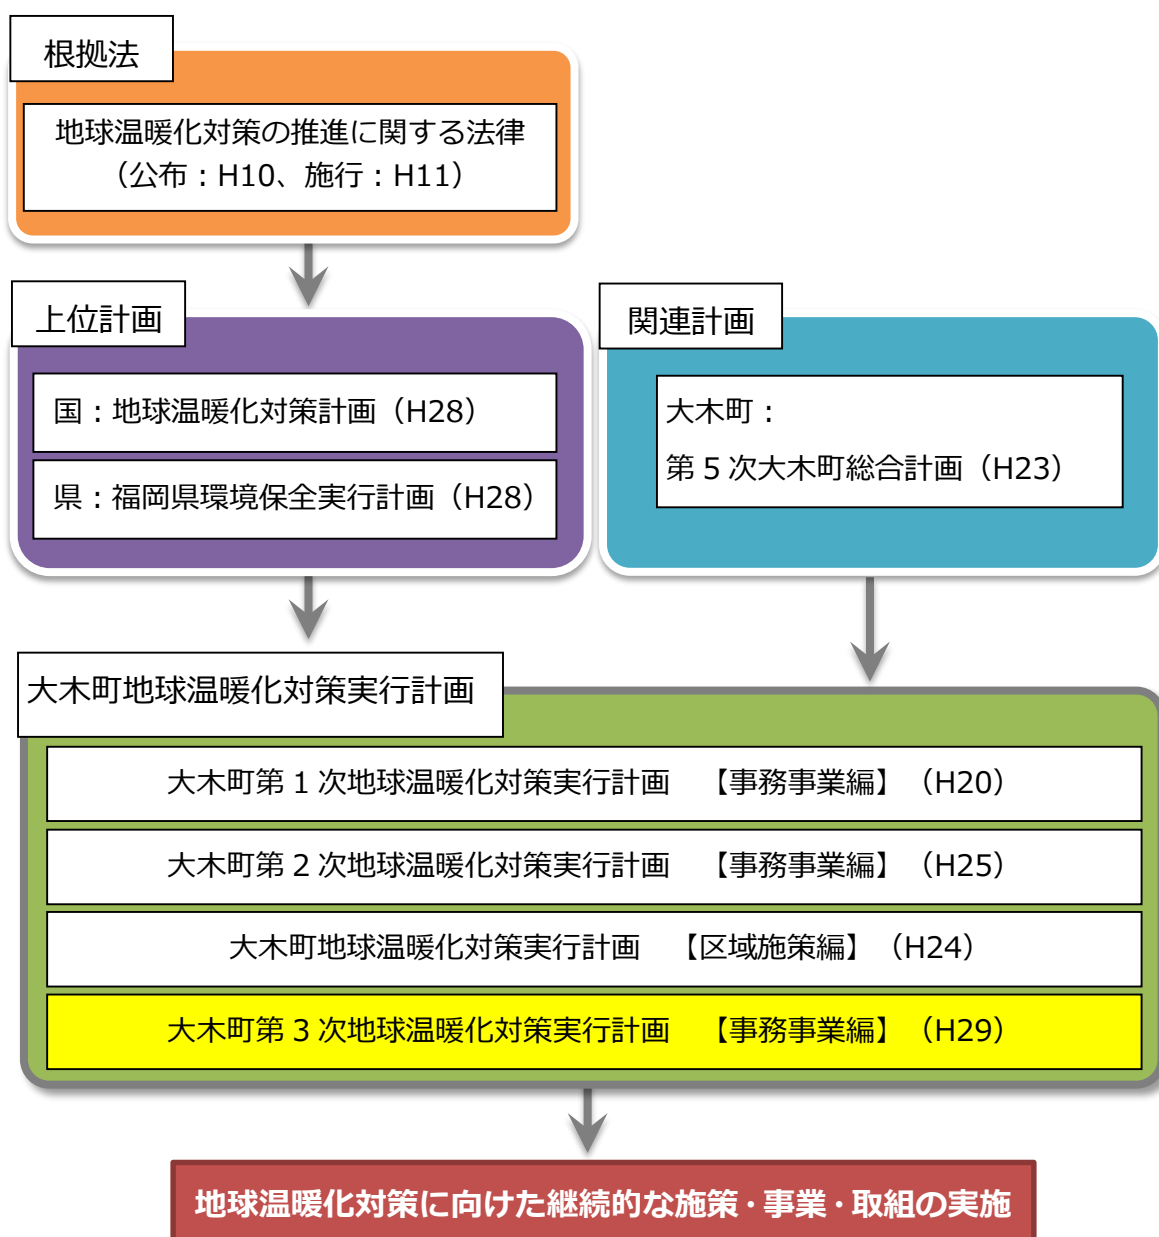 根拠法
地球温暖化対策の推進に関する法律
（公布：H10、施行：H11）
上位計画
国：地球温暖化対策計画（H28）
県：福岡県環境保全実行計画（H28）
関連計画
大木町：
第５次大木町総合計画（H23）
大木町地球温暖化対策実行計画
大木町第１次地球温暖化対策実行計画　【事務事業編】（H20）
大木町第２次地球温暖化対策実行計画　【事務事業編】（H25）
大木町地球温暖化対策実行計画　【区域施策編】（H24）
大木町第３次地球温暖化対策実行計画　【事務事業編】（H29）
地球温暖化対策に向けた継続的な施策・事業・取組の実施